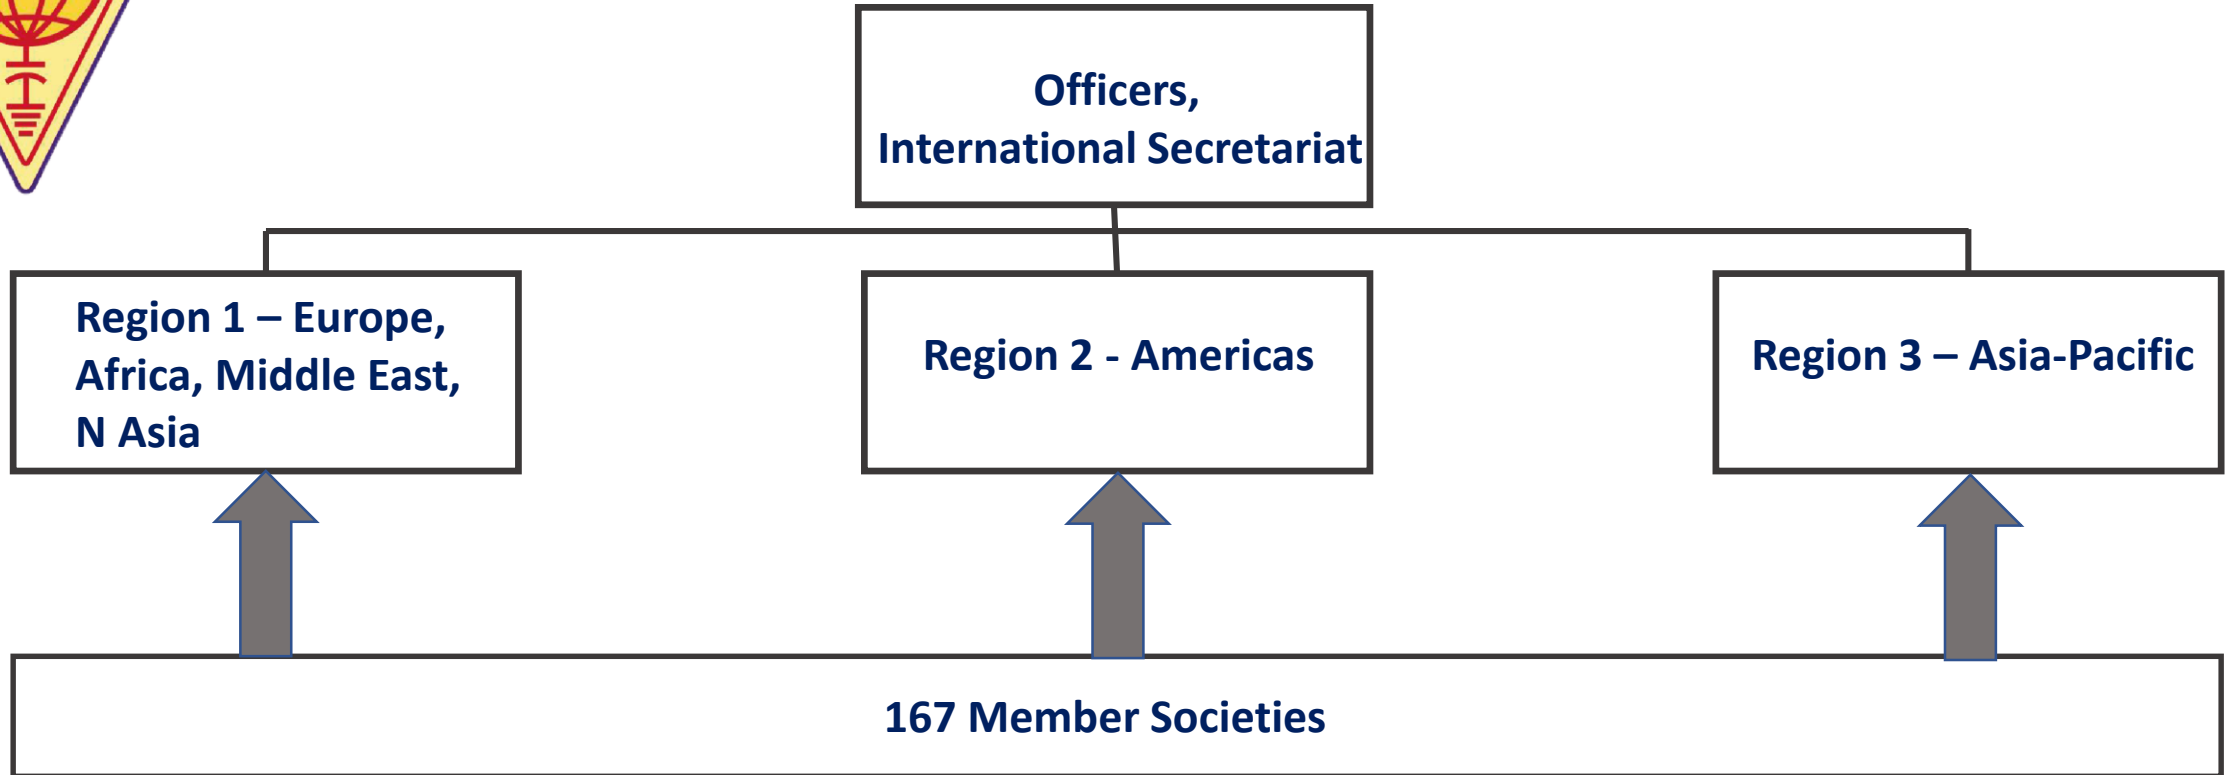 Officers,
International Secretariat
Region 1 – Europe,
Africa, Middle East,
N Asia
Region 2 - Americas
Region 3 – Asia-Pacific
167 Member Societies